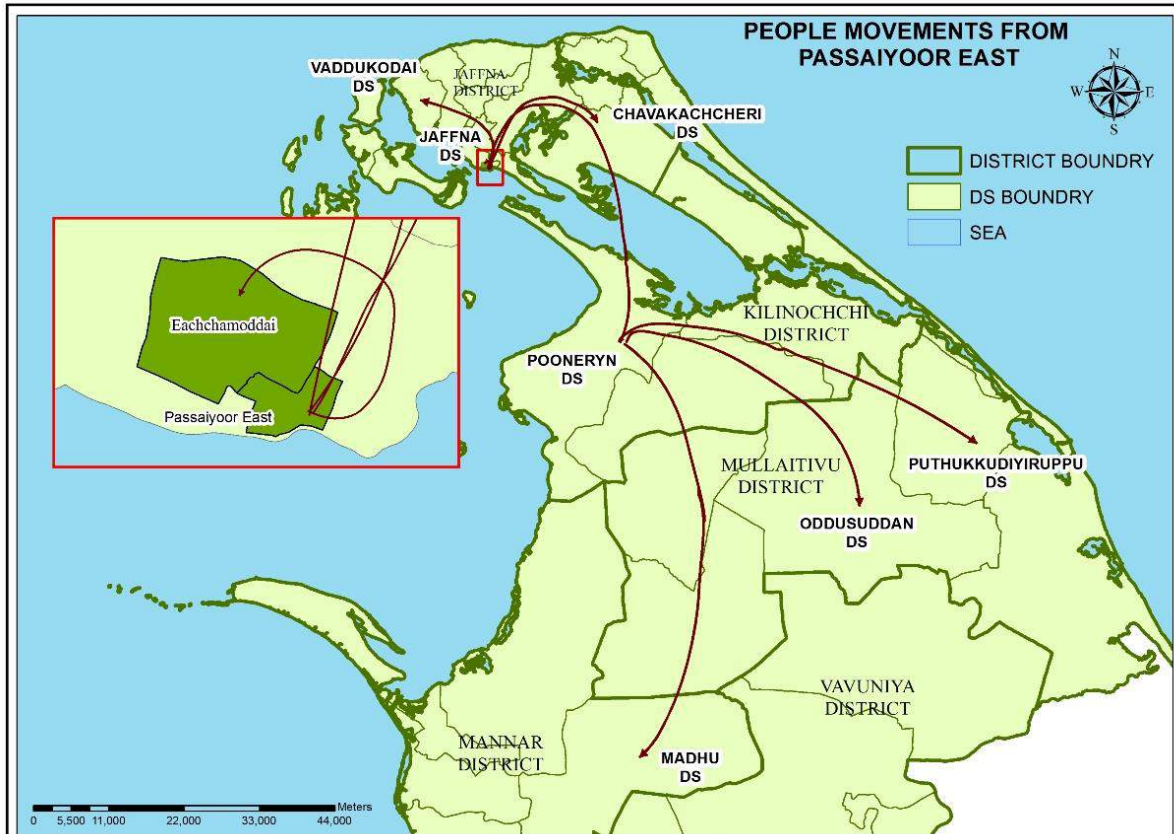 PEOPLE MOVEMENTS FROM
PASSAIYOOR EAST
N
W E
S
VADDUKODAI
DS
JAFFNA
DISTRICT
JAFFNA
DS
CHAVAKACHCHERI
DS
DISTRICT BOUNDRY
DS BOUNDRY
SEA
Eachchamoddai
Passaiyoor East
KILINOCHCHI
DISTRICT
POONERYN
DS
MULLAITIVU
DISTRICT
PUTHUKKUDIYIRUPPU
DS
ODDUSUDDAN
DS
VAVUNIYA
DISTRICT
MANNAR
DISTRICT
MADHU
DS
Meters
0 5,500 11,000 22,000 33,000 44,000